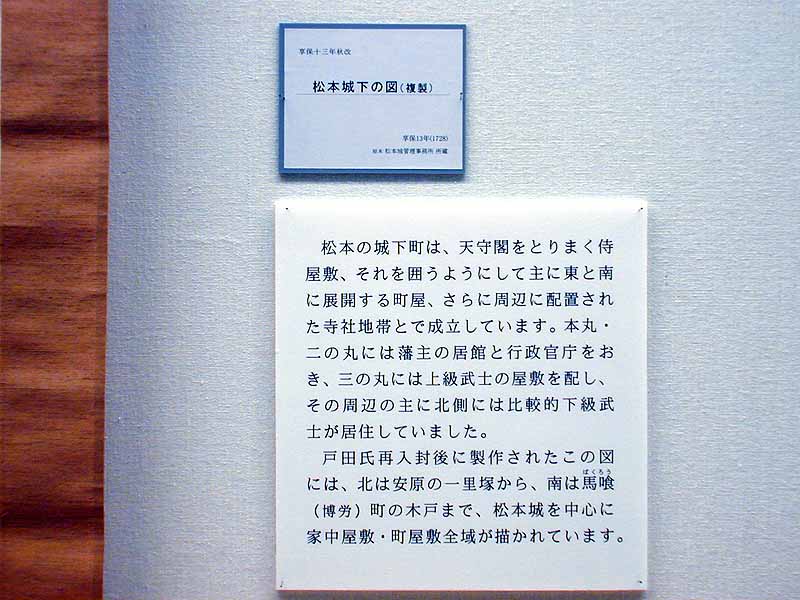 享保十三年秋改
松本城下の図(複製)
享保13年(1728)
原本 松本城管理事務所 所蔵
松本の城下町は、天守閣をとりまく侍
屋敷、それを囲うようにして主に東と南
に展開する町屋、さらに周辺に配置され
た寺社地帯とで成立しています。本丸・
二の丸には藩主の居館と行政官庁をお
き、三の丸には上級武士の屋敷を配し、
その周辺の主に北側には比較的下級武
士が居住していました。
戸田氏再入封後に製作されたこの図
ばくろう
には、北は安原の一里塚から、南は馬喰
(博労)町の木戸まで、松本城を中心に
家中屋敷・町屋敷全域が描かれています。